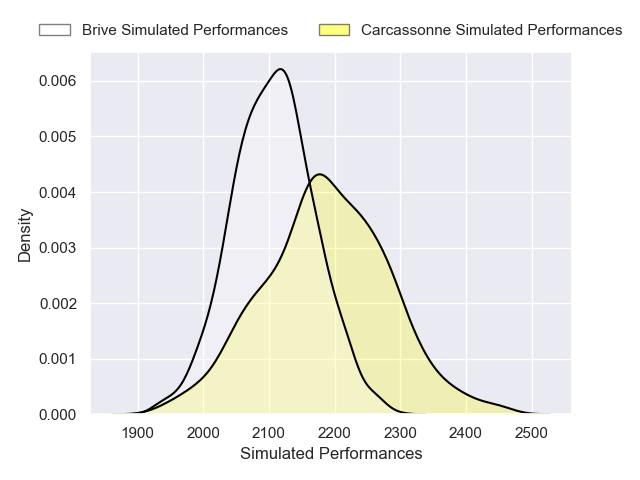 Brive Simulated Performances
Carcassonne Simulated Performances
0.006
0.005
0.004
0.003
0.002
0.001
0.000
Density
1900 2000 2100 2200 2300 2400 2500
Simulated Performances